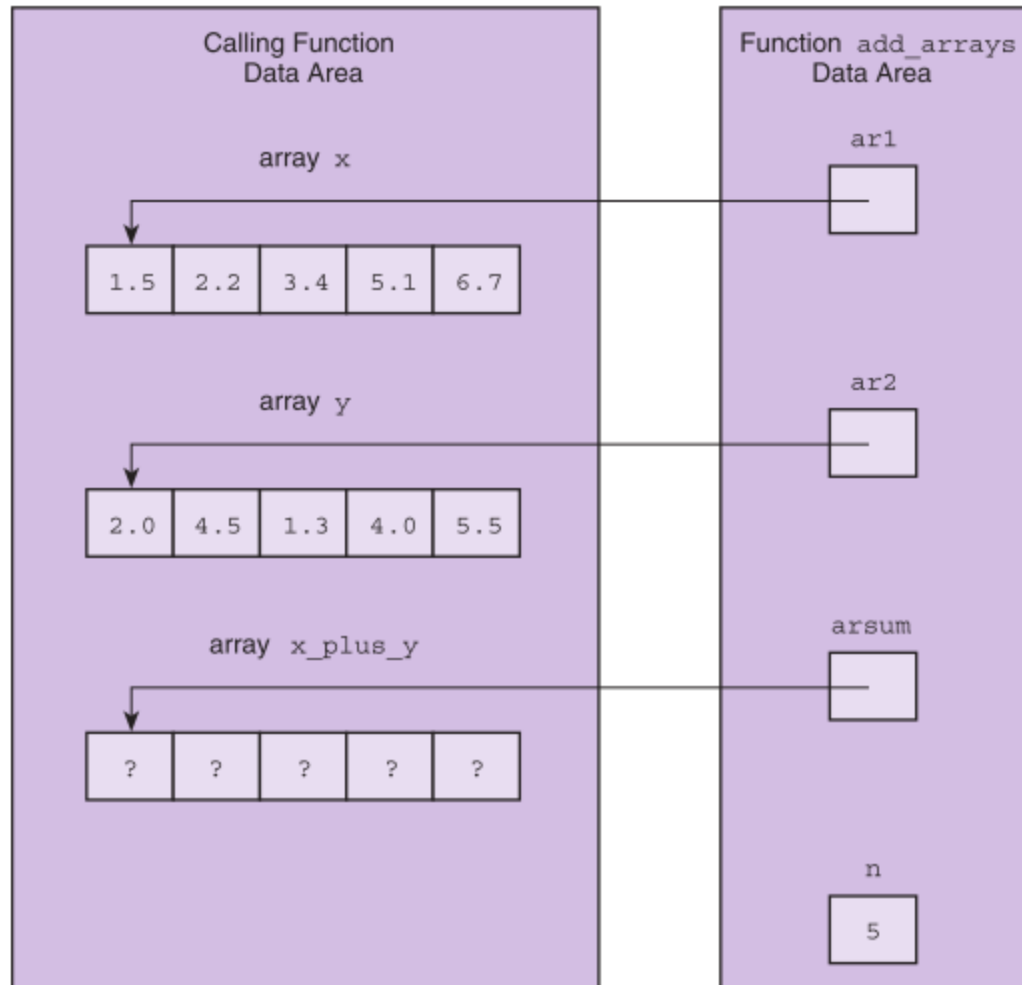 Calling Function
Data Area
array x
1.5 2.2 3.4 5.1 6.7
array y
2.0 4.5 1.3 4.0 5.5
array x_plus_y
? ? ? ? ?
Function add_arrays
Data Area
ar1
ar2
arsum
n
5